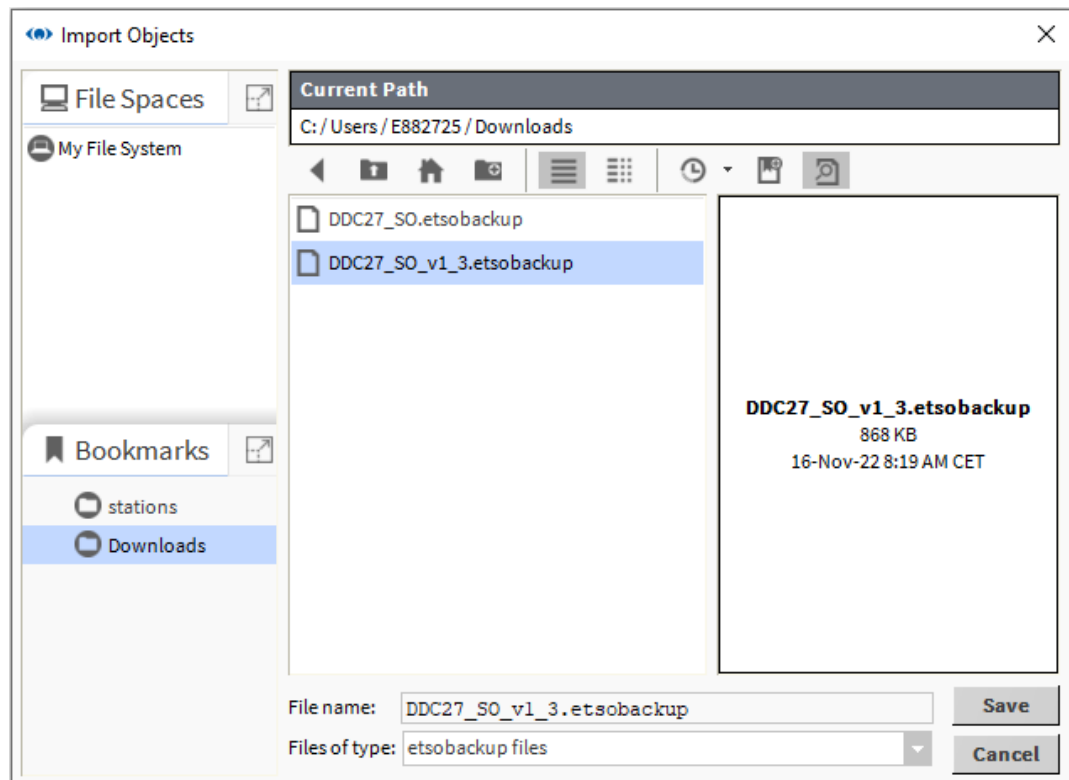 Import Objects
File Spaces
My File System
Bookmarks
stations
Downloads
Current Path
C:/Users/E882725/Downloads
DDC27_SO.etsobackup
DDC27_SO_v1_3.etsobackup
DDC27_SO_v1_3.etsobackup
868 KB
16-Nov-22 8:19 AM CET
File name: DDC27_SO_v1_3.etsobackup
Save
Files of type: etsobackup files
Cancel